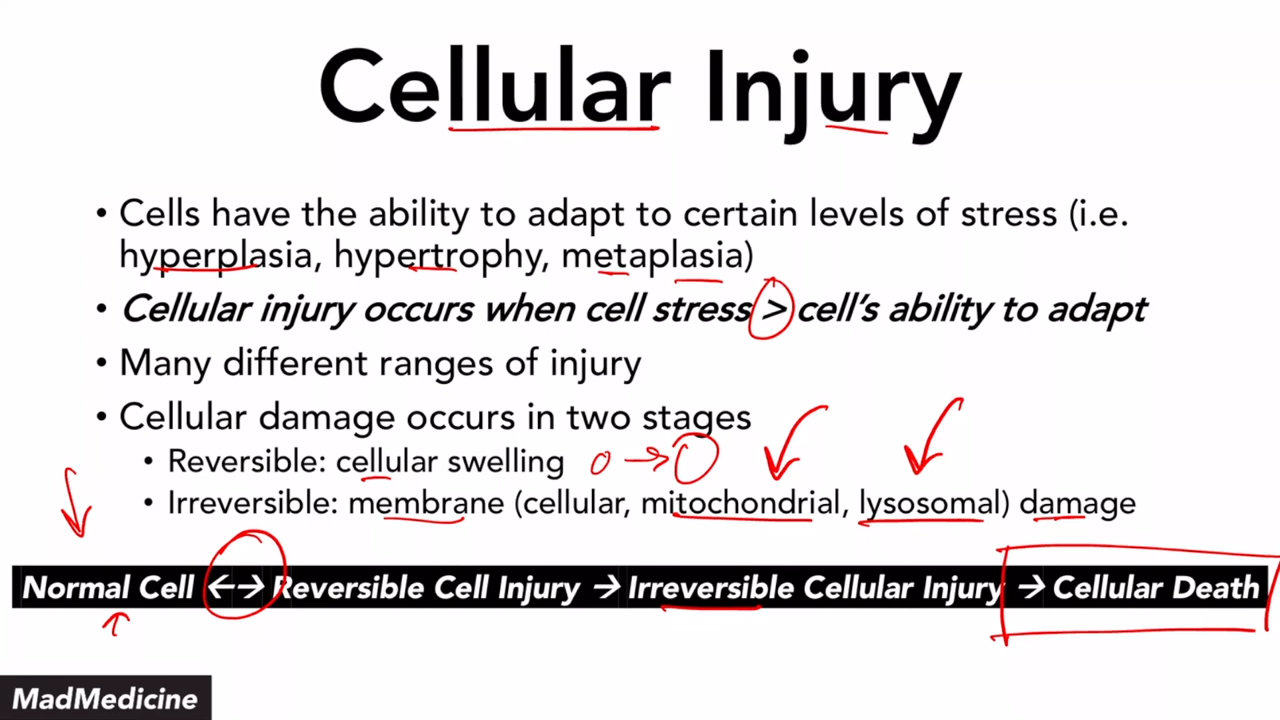 Cellular Injury
• Cells have the ability to adapt to certain levels of stress (i.e.
hyperplasia, hypertrophy, metaplasia)
• Cellular injury occurs when cell stress > cell's ability to adapt
• Many different ranges of injury
• Cellular damage occurs in two stages
• Reversible: cellular swelling
• Irreversible: membrane (cellular, mitochondrial, lysosomal) damage
Normal Cell ←→ Reversible Cell Injury → Irreversible Cellular Injury → Cellular Death
MadMedicine